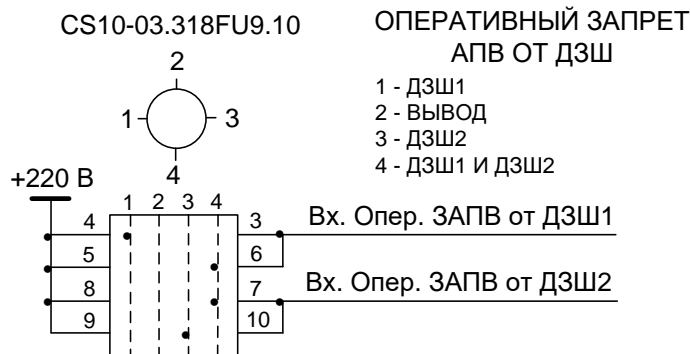 CS10-03.318FU9.10
ОПЕРАТИВНЫЙ ЗАПРЕТ
АПВ ОТ ДЗШ
2
1
3
4
1 - ДЗШ1
2 - ВЫВОД
3 - ДЗШ2
4 - ДЗШ1 И ДЗШ2
+220 В
1 2 3 4
4 3 Вх. Опер. ЗАПВ от ДЗШ1
5 6
8 7 Вх. Опер. ЗАПВ от ДЗШ2
9 10